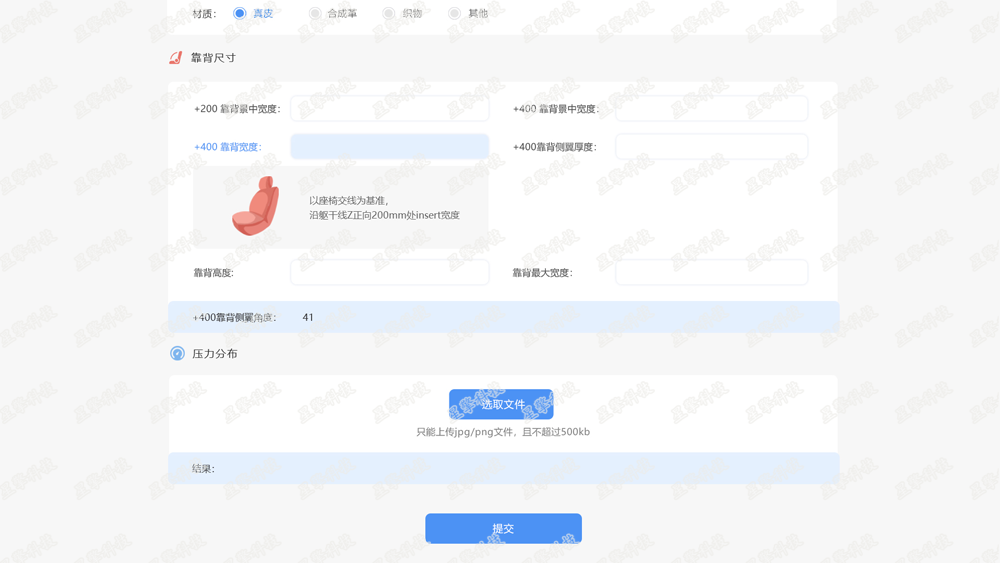 材质： 真皮 合成革 织物 其他
靠背尺寸
+200 靠背景中宽度： +400 靠背景中宽度：
+400 靠背宽度： +400靠背侧翼厚度：
以座椅交线为基准，
沿躯干线Z正向200mm处insert宽度
靠背高度： 靠背最大宽度：
+400靠背侧翼角度： 41
压力分布
选取文件
只能上传jpg/png文件，且不超过500kb
结果：
提交